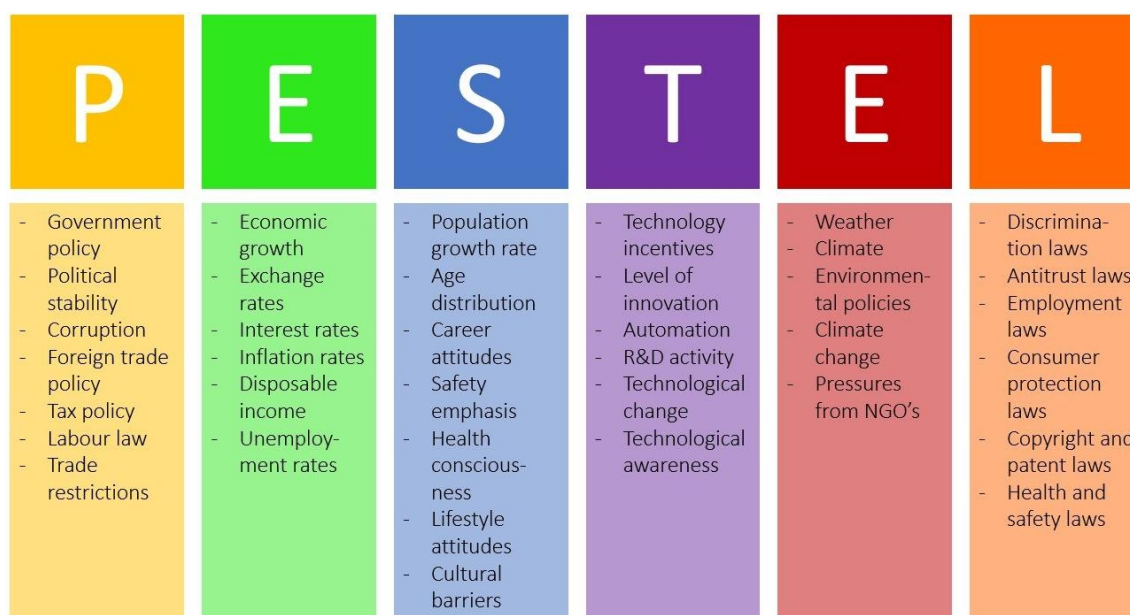 P
E
S
T
E
L
- Government
policy
- Political
stability
- Corruption
- Foreign trade
policy
- Tax policy
- Labour law
- Trade
restrictions
- Economic
growth
- Exchange
rates
- Interest rates
- Inflation rates
- Disposable
income
- Unemploy-
ment rates
- Population
growth rate
- Age
distribution
- Career
attitudes
- Safety
emphasis
- Health
conscious-
ness
- Lifestyle
attitudes
- Cultural
barriers
- Technology
incentives
- Level of
innovation
- Automation
- R&D activity
- Technological
change
- Technological
awareness
- Weather
- Climate
- Environmen-
tal policies
- Climate
change
- Pressures
from NGO's
- Discrimina-
tion laws
- Antitrust laws
- Employment
laws
- Consumer
protection
laws
- Copyright and
patent laws
- Health and
safety laws